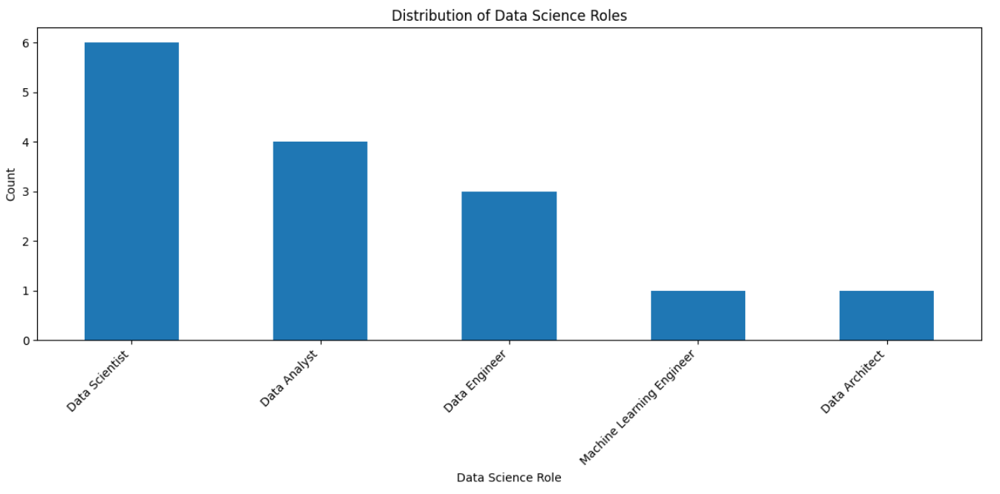 Distribution of Data Science Roles
Count
6
5
4
3
2
1
0
Data Scientist
Data Analyst
Data Engineer
Machine Learning Engineer
Data Architect
Data Science Role